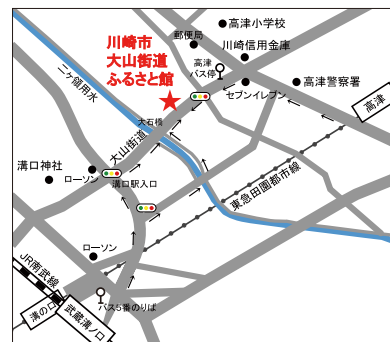 高津小学校
郵便局
川崎信用金庫
川崎市
大山街道
ふるさと館
高津
バス停
高津警察署
セブンイレブン
高津
二ヶ領用水
大石橋
大山街道
溝口神社
ローソン
溝口駅入口
東急田園都市線
ローソン
JR南武線
バス5番のりば
溝の口
武蔵溝ノ口